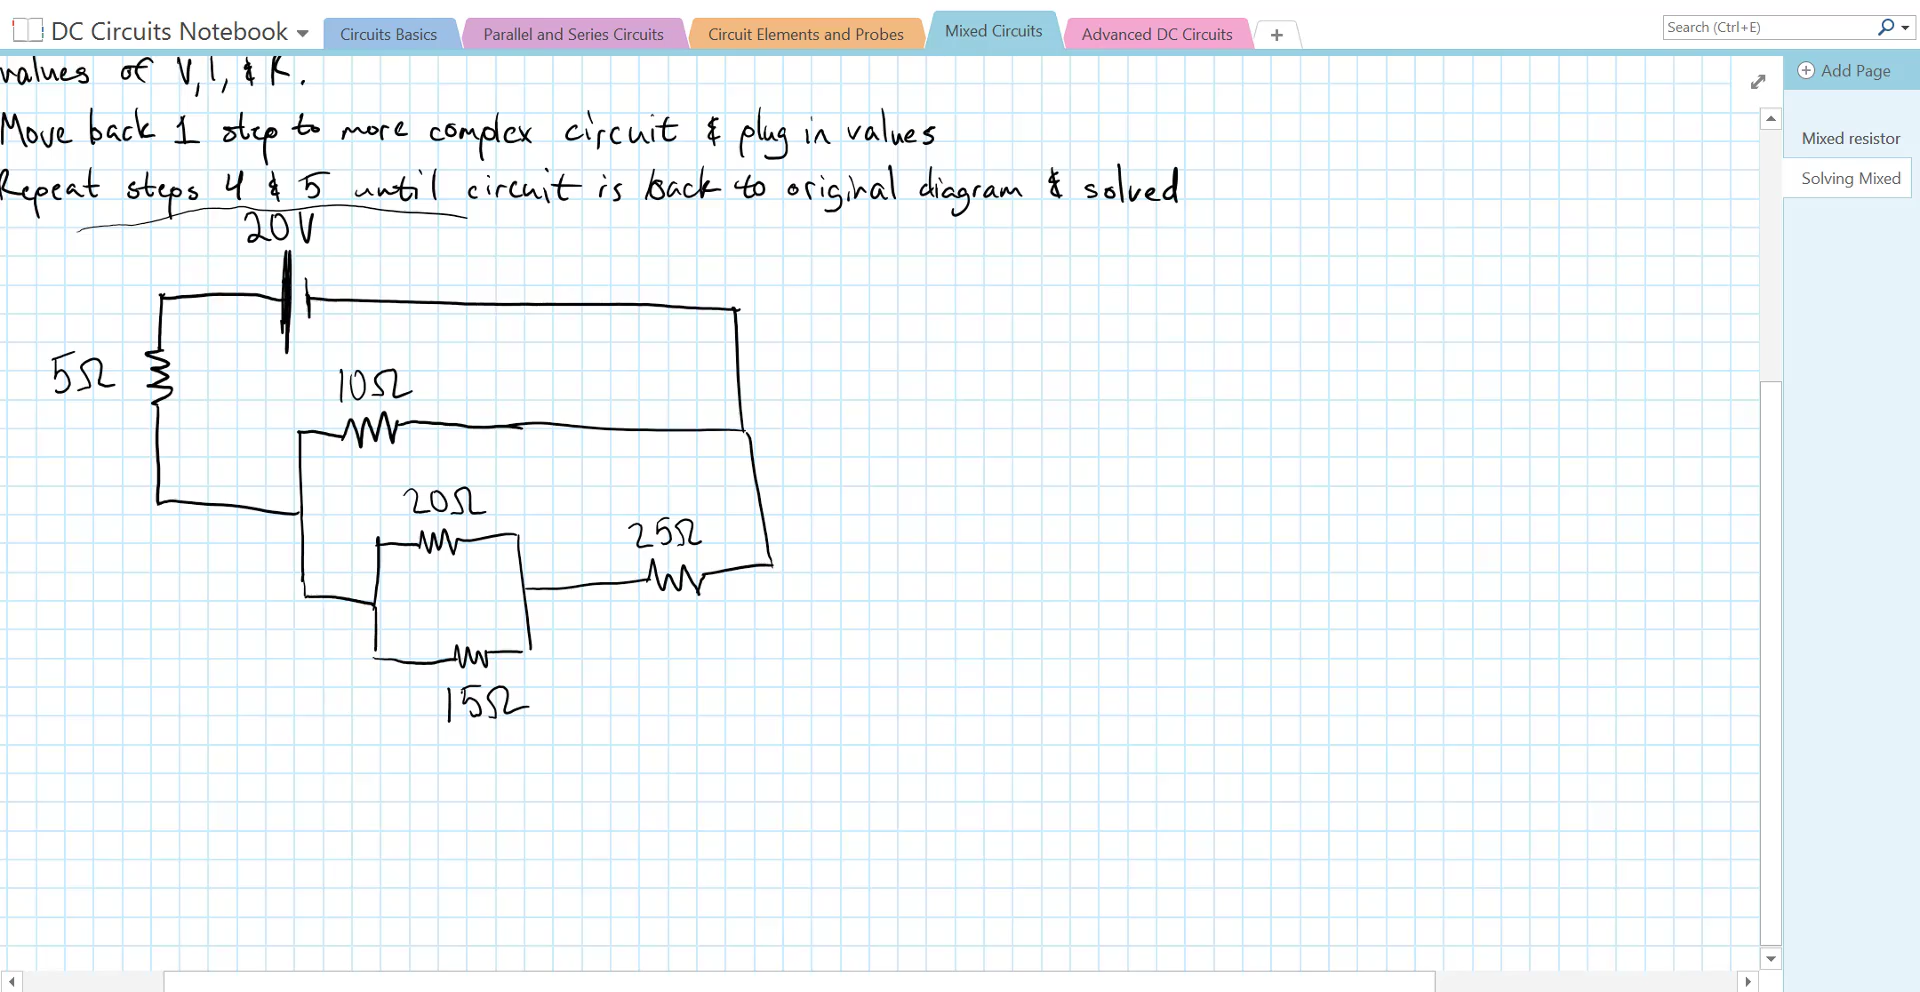 DC Circuits Notebook
Circuits Basics
Parallel and Series Circuits
Circuit Elements and Probes
Mixed Circuits
Advanced DC Circuits
Search (Ctrl+E)
Add Page
Mixed resistor
Solving Mixed
values of V, I, & R.
Move back 1 step to more complex circuit & plug in values
Repeat steps 4 & 5 until circuit is back to original diagram & solved
20V
5Ω
10Ω
20Ω
25Ω
15Ω